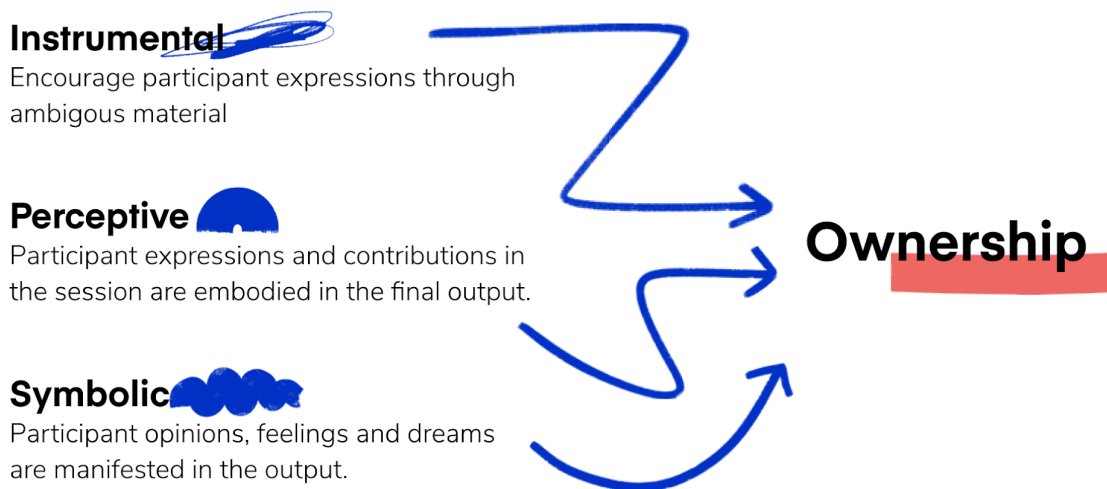 Instrumental
Encourage participant expressions through
ambigous material
Perceptive
Participant expressions and contributions in
the session are embodied in the final output.
Ownership
Symbolic
Participant opinions, feelings and dreams
are manifested in the output.